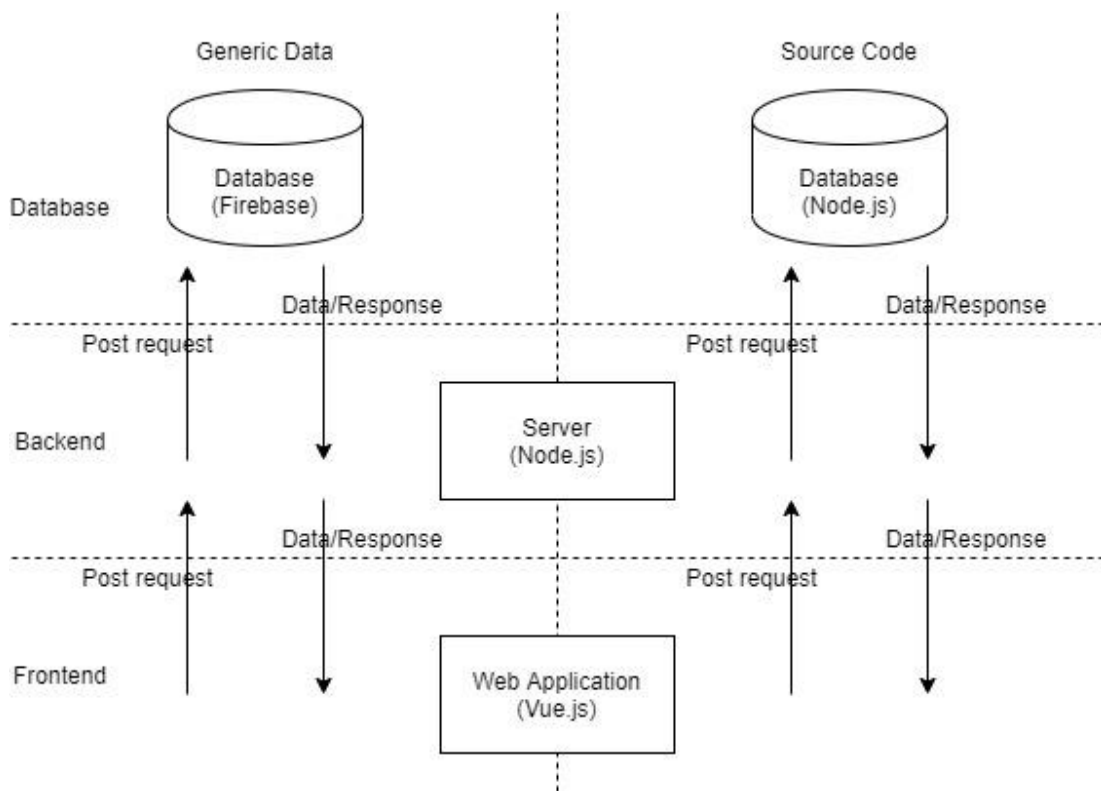 Generic Data
Source Code
Database
(Firebase)
Database
(Node.js)
Database
Data/Response
Data/Response
Post request
Post request
Server
(Node.js)
Backend
Data/Response
Data/Response
Post request
Post request
Web Application
(Vue.js)
Frontend